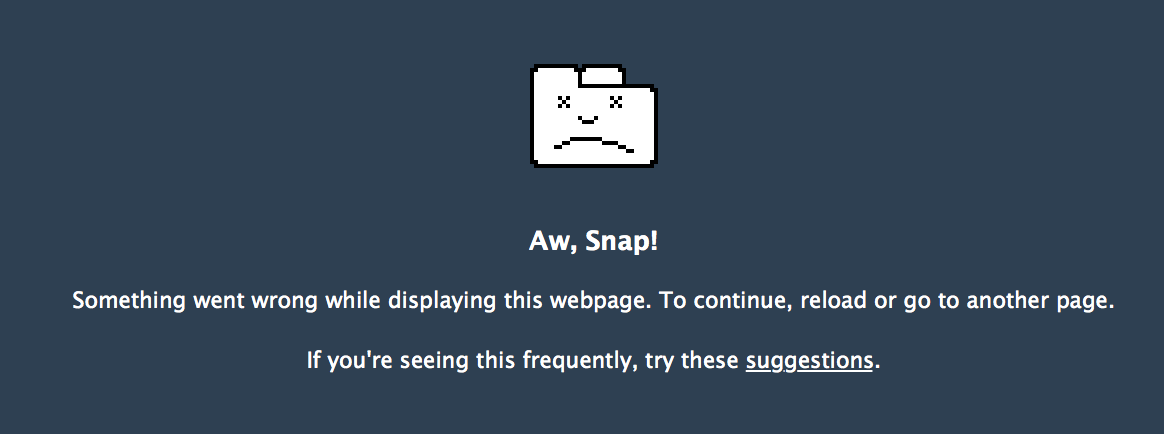 Aw, Snap!
Something went wrong while displaying this webpage. To continue, reload or go to another page.
If you're seeing this frequently, try these suggestions.